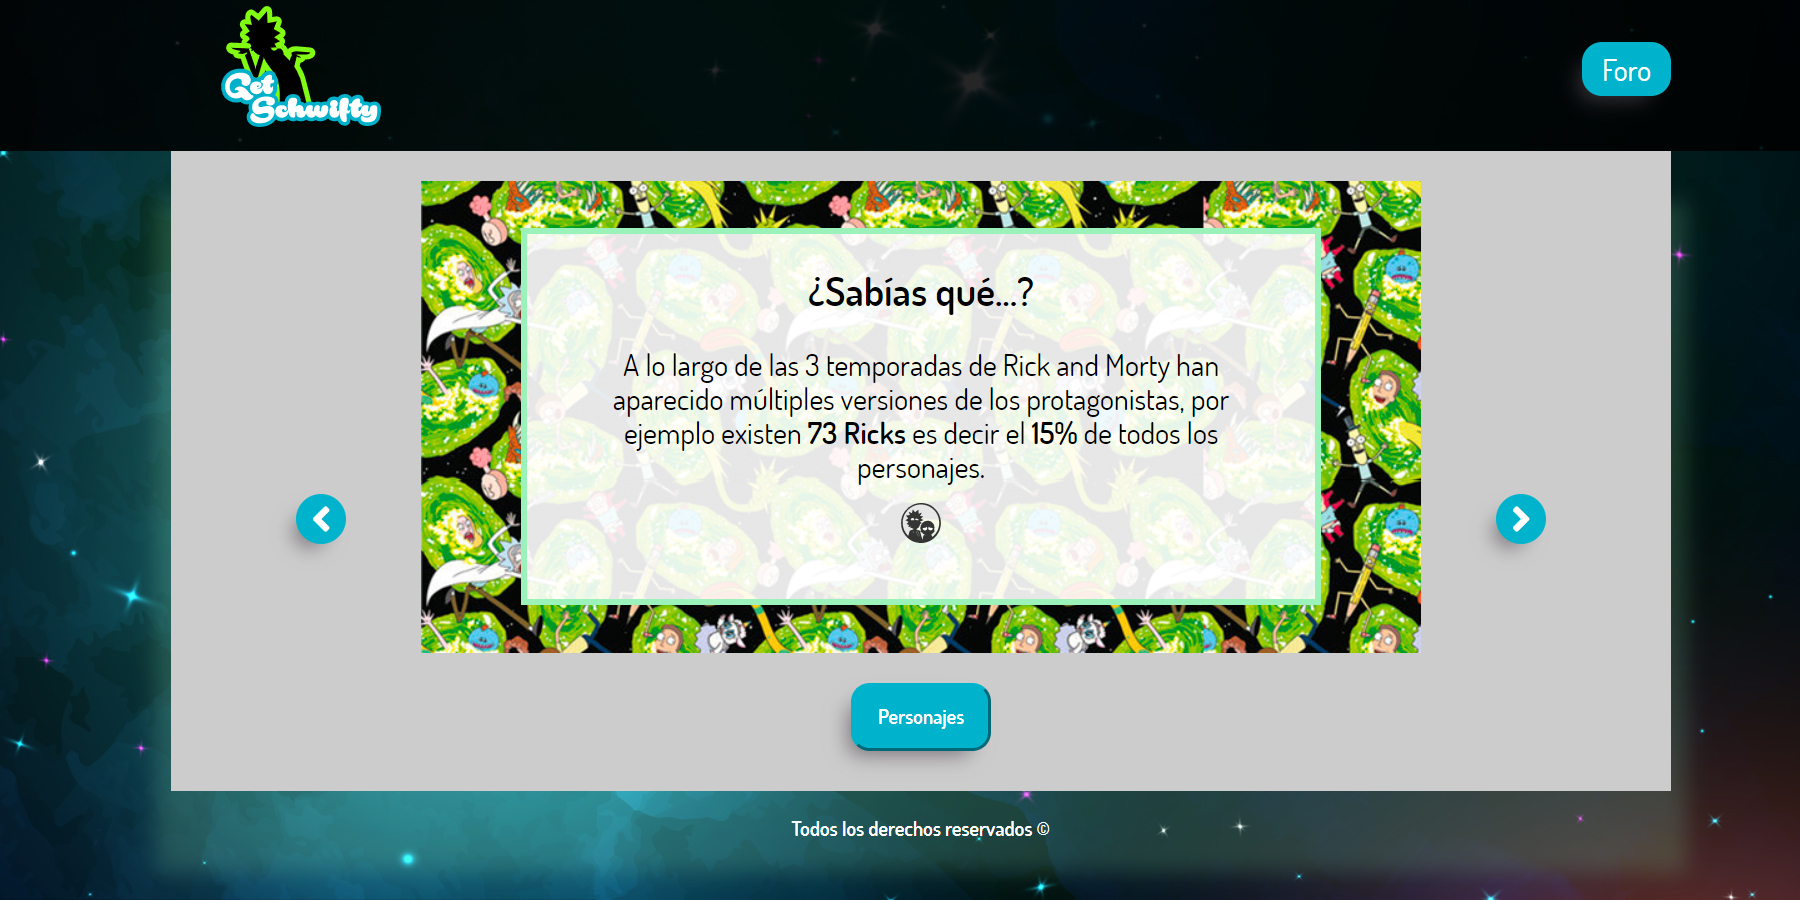 Get
Schwifty
Foro
¿Sabías qué...?
A lo largo de las 3 temporadas de Rick and Morty han
aparecido múltiples versiones de los protagonistas, por
ejemplo existen 73 Ricks es decir el 15% de todos los
personajes.
Personajes
Todos los derechos reservados ©